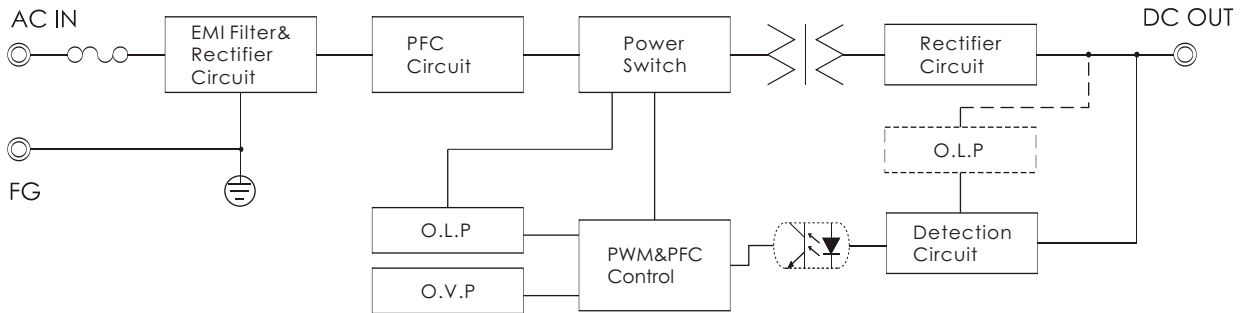 AC IN
DC OUT
EMI Filter&
Rectifier
Circuit
PFC
Circuit
Power
Switch
Rectifier
Circuit
FG
O.L.P
O.L.P
O.V.P
PWM&PFC
Control
Detection
Circuit